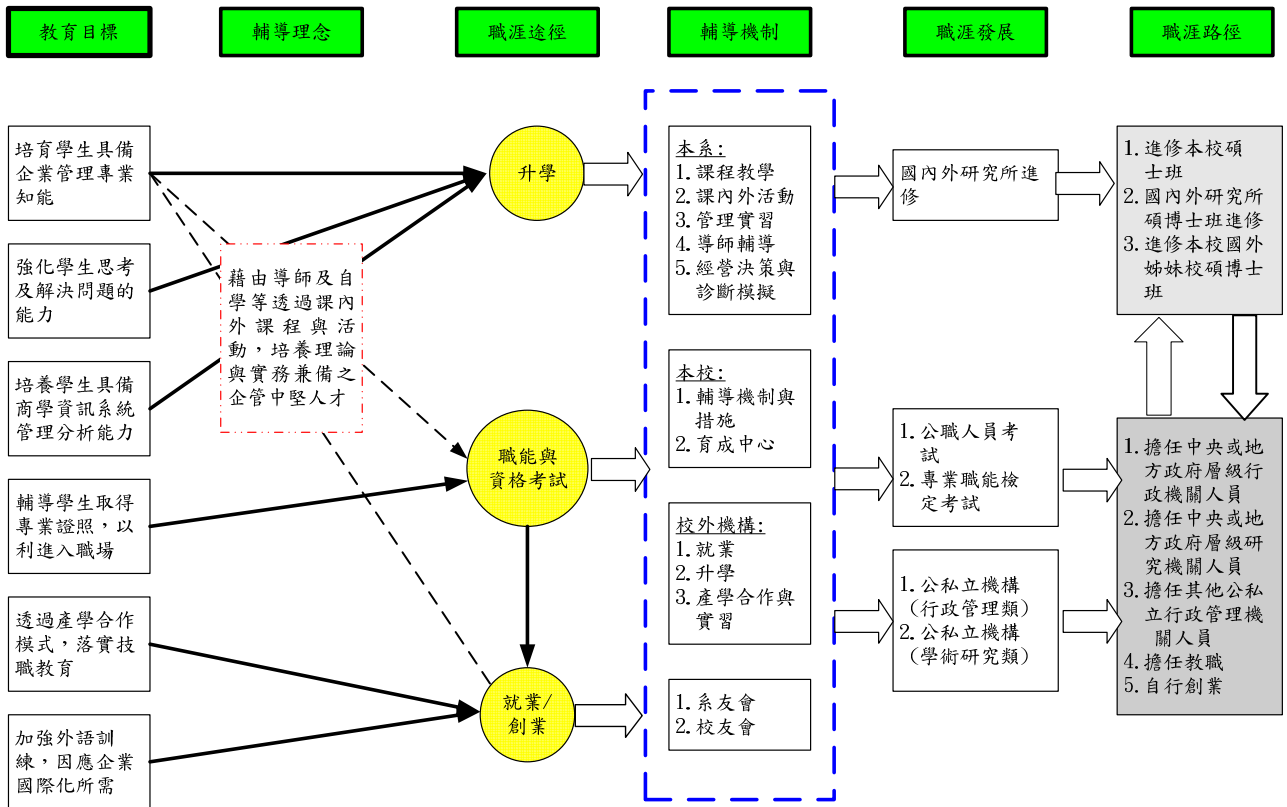 教育目標
輔導理念
職涯途徑
輔導機制
職涯發展
職涯路徑
培育學生具備
企業管理專業
知能
強化學生思考
及解決問題的
能力
培養學生具備
商學資訊系統
管理分析能力
輔導學生取得
專業證照，以
利進入職場
透過產學合作
模式，落實技
職教育
加強外語訓
練，因應企業
國際化所需
藉由導師及自
學等透過課內
外課程與活
動，培養理論
與實務兼備之
企管中堅人才
升學
職能與
資格考試
就業/
創業
本系:
1. 課程教學
2. 課內外活動
3. 管理實習
4. 導師輔導
5. 經營決策與
診斷模擬
本校:
1. 輔導機制與
措施
2. 育成中心
校外機構:
1. 就業
2. 升學
3. 產學合作與
實習
1. 系友會
2. 校友會
國內外研究所進
修
1. 公職人員考
試
2. 專業職能檢
定考試
1. 公私立機構
(行政管理類)
2. 公私立機構
(學術研究類)
1. 進修本校碩
士班
2. 國內外研究所
碩博士班進修
3. 進修本校國外
姊妹校碩博士
班
1. 擔任中央或地
方政府層級行
政機關人員
2. 擔任中央或地
方政府層級研
究機關人員
3. 擔任其他公私
立行政管理機
關人員
4. 擔任教職
5. 自行創業